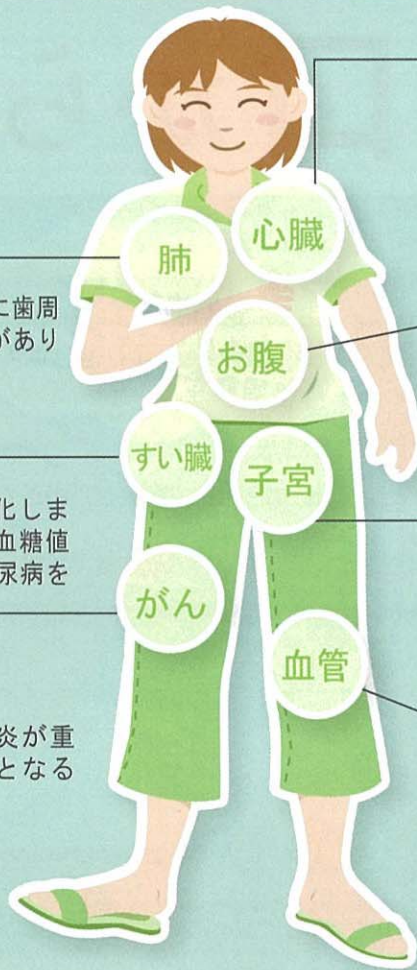 心臓
肺
に歯周
があり
お腹
すい臓
子宮
化しま
血糖値
尿病を
がん
血管
炎が重
となる